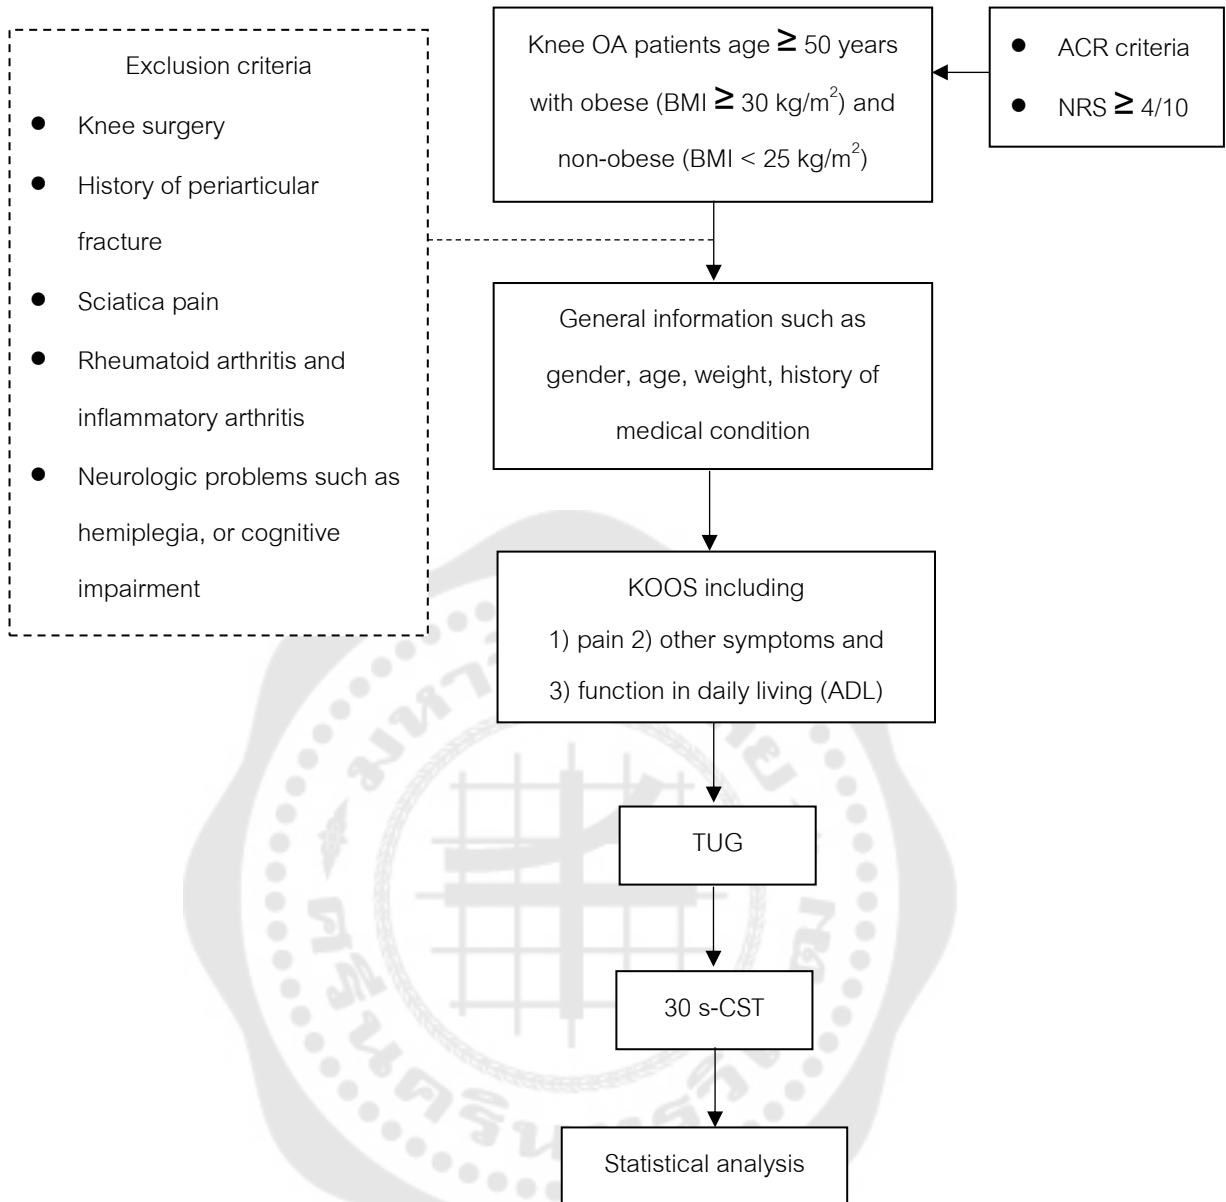 Exclusion criteria
● Knee surgery
● History of periarticular
fracture
● Sciatica pain
● Rheumatoid arthritis and
inflammatory arthritis
● Neurologic problems such as
hemiplegia, or cognitive
impairment
Knee OA patients age ≥ 50 years
with obese (BMI ≥ 30 kg/m²) and
non-obese (BMI < 25 kg/m²)
● ACR criteria
● NRS ≥ 4/10
General information such as
gender, age, weight, history of
medical condition
KOOS including
1) pain 2) other symptoms and
3) function in daily living (ADL)
TUG
30 s-CST
Statistical analysis